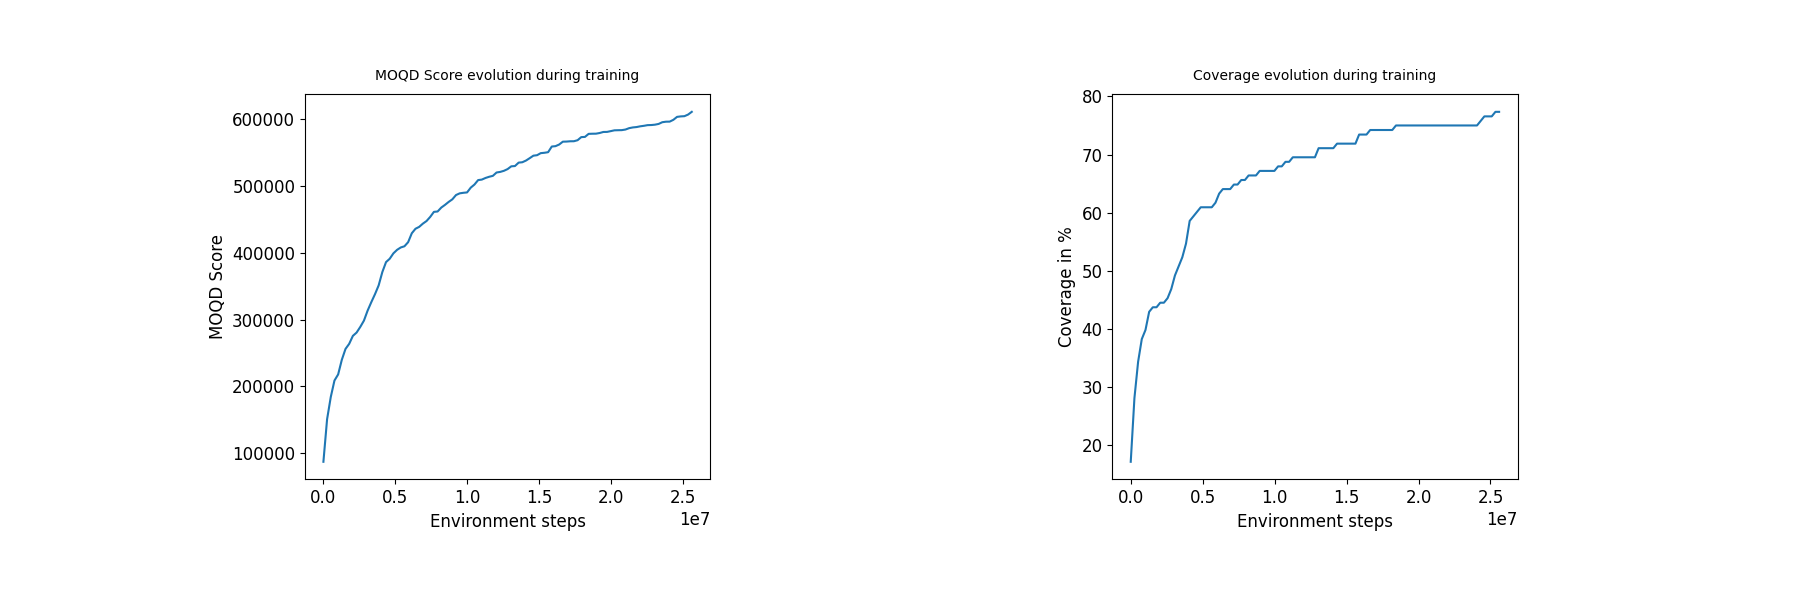 MOQD Score evolution during training
MOQD Score
600000
500000
400000
300000
200000
100000
0.0 0.5 1.0 1.5 2.0 2.5
1e7
Environment steps
Coverage evolution during training
Coverage in %
80
70
60
50
40
30
20
0.0 0.5 1.0 1.5 2.0 2.5
1e7
Environment steps